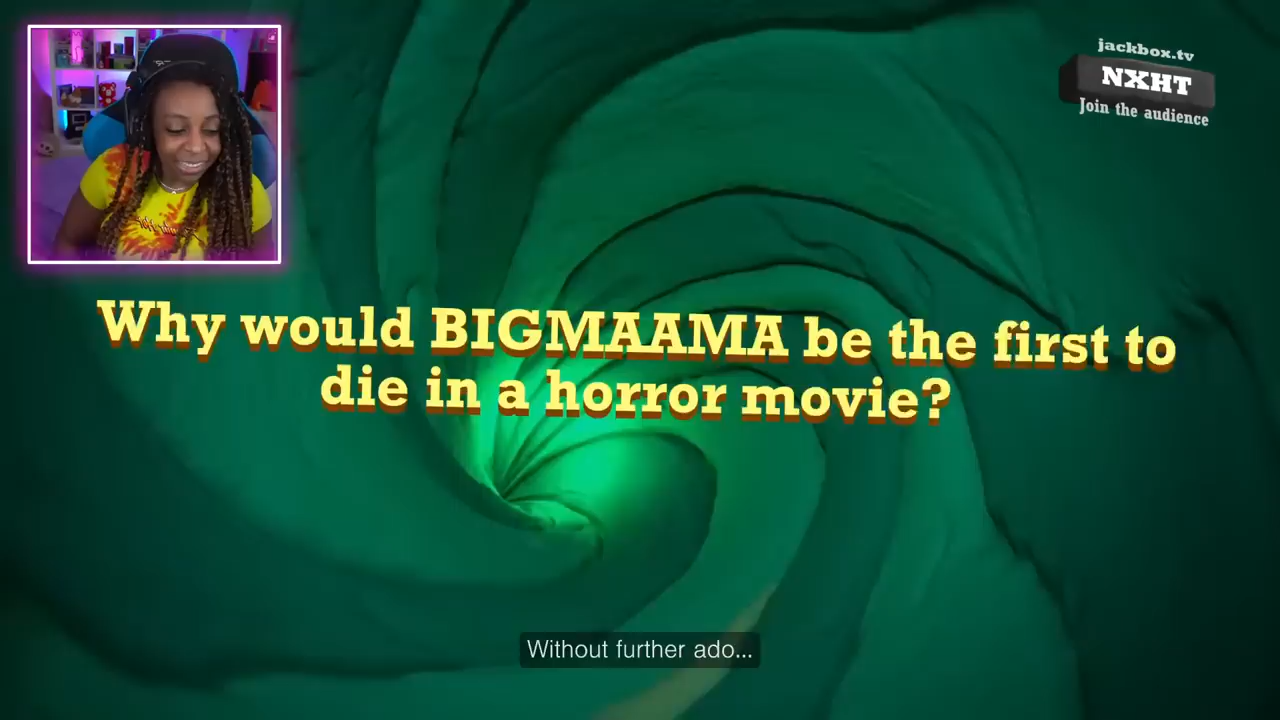 jackbox.tv
NXHT
Join the audience
Why would BIGMAAMA be the first to
die in a horror movie?
Without further ado...